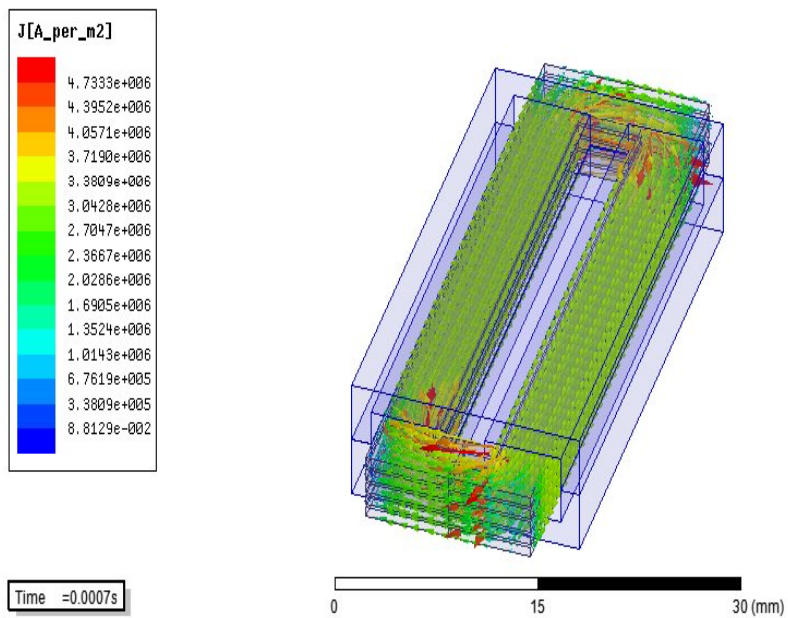 J[A_per_m2]
4.7333e+006
4.3952e+006
4.0571e+006
3.7190e+006
3.3809e+006
3.0428e+006
2.7047e+006
2.3667e+006
2.0286e+006
1.6905e+006
1.3524e+006
1.0143e+006
6.7619e+005
3.3809e+005
8.8129e-002
Time =0.0007s
0 15 30 (mm)